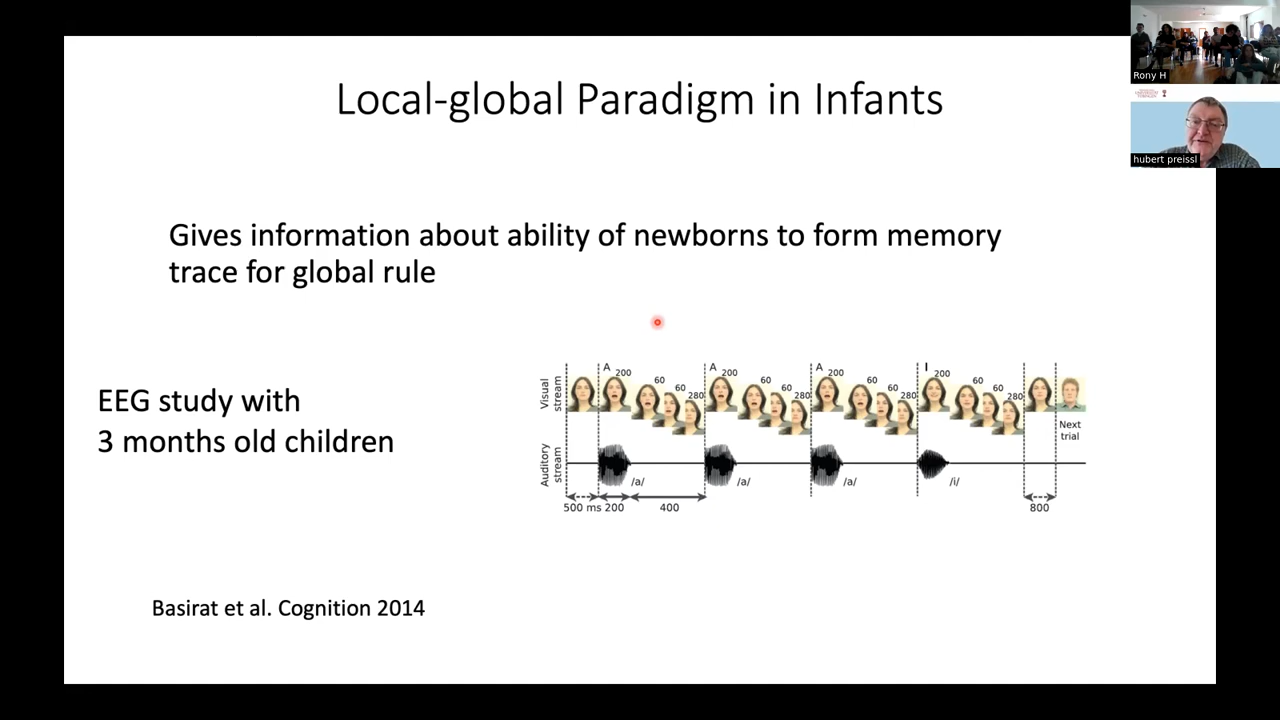 Local-global Paradigm in Infants
Rony H
hubert preissl
Gives information about ability of newborns to form memory
trace for global rule
EEG study with
3 months old children
Visual
stream
A 200 60 60 280
A 200 60 60 280
A 200 60 60 280
I 200 60 60 280
Next
trial
Auditory
stream
/a/ /a/ /a/ /i/
500 ms 200 400 800
Basirat et al. Cognition 2014